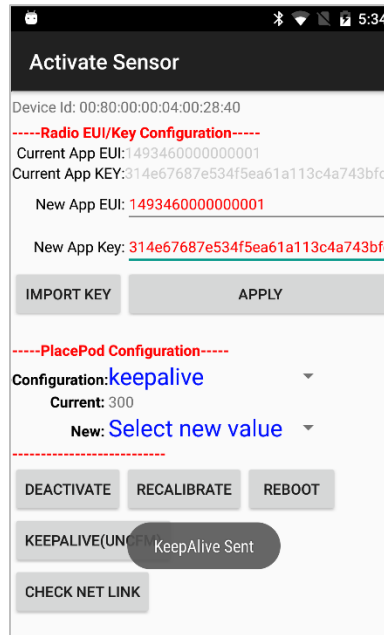 5:34
Activate Sensor
Device Id: 00:80:00:00:04:00:28:40
-----Radio EUI/Key Configuration-----
Current App EUI:1493460000000001
Current App KEY:314e67687e534f5ea61a113c4a743bfc
New App EUI: 1493460000000001
New App Key: 314e67687e534f5ea61a113c4a743bf
IMPORT KEY APPLY
-----PlacePod Configuration-----
Configuration:keepalive
Current: 300
New: Select new value
--------------------------
DEACTIVATE RECALIBRATE REBOOT
KEEPALIVE(UNCFM)
KeepAlive Sent
CHECK NET LINK